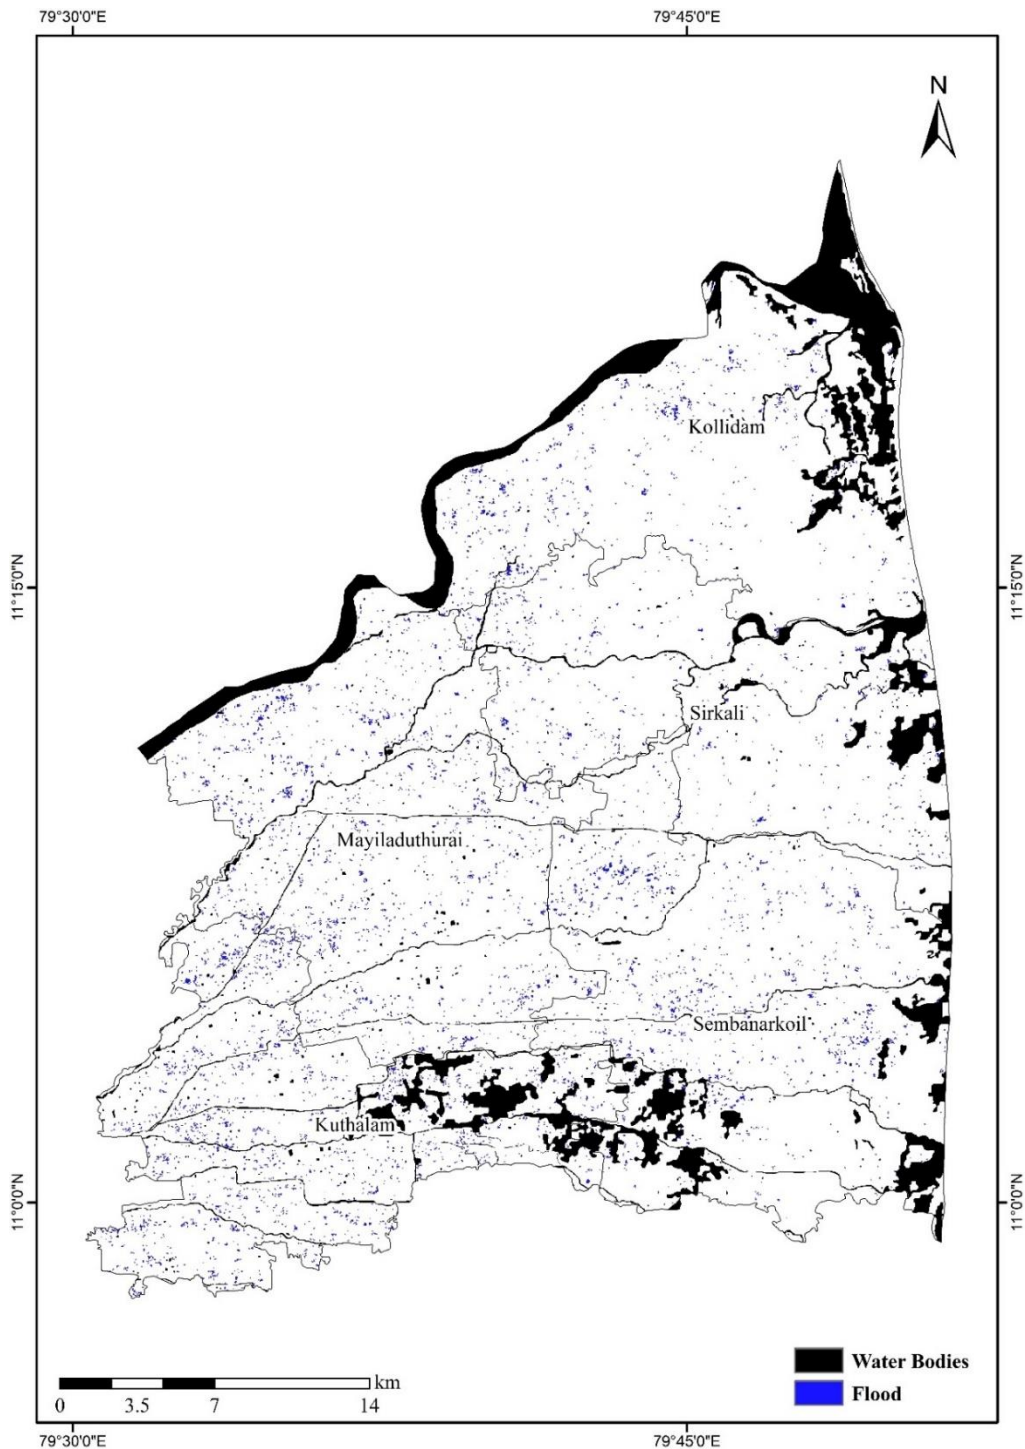 79°30'0"E
79°45'0"E
N
Kollidam
11°15'0"N
11°15'0"N
Sirkali
Mayiladuthurai
Sembanarkoil
Kuthalam
11°0'0"N
11°0'0"N
Water Bodies
Flood
km
0 3.5 7 14
79°30'0"E
79°45'0"E